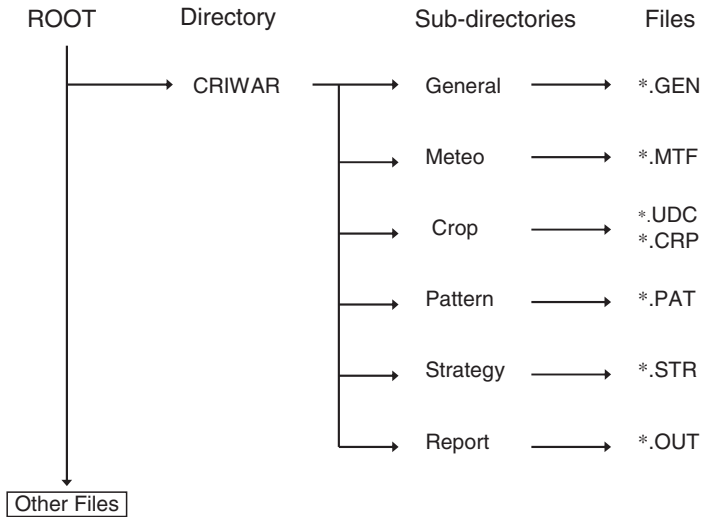 ROOT Directory Sub-directories Files
CRIWAR General *.GEN
Meteo *.MTF
Crop *.UDC
*.CRP
Pattern *.PAT
Strategy *.STR
Report *.OUT
Other Files